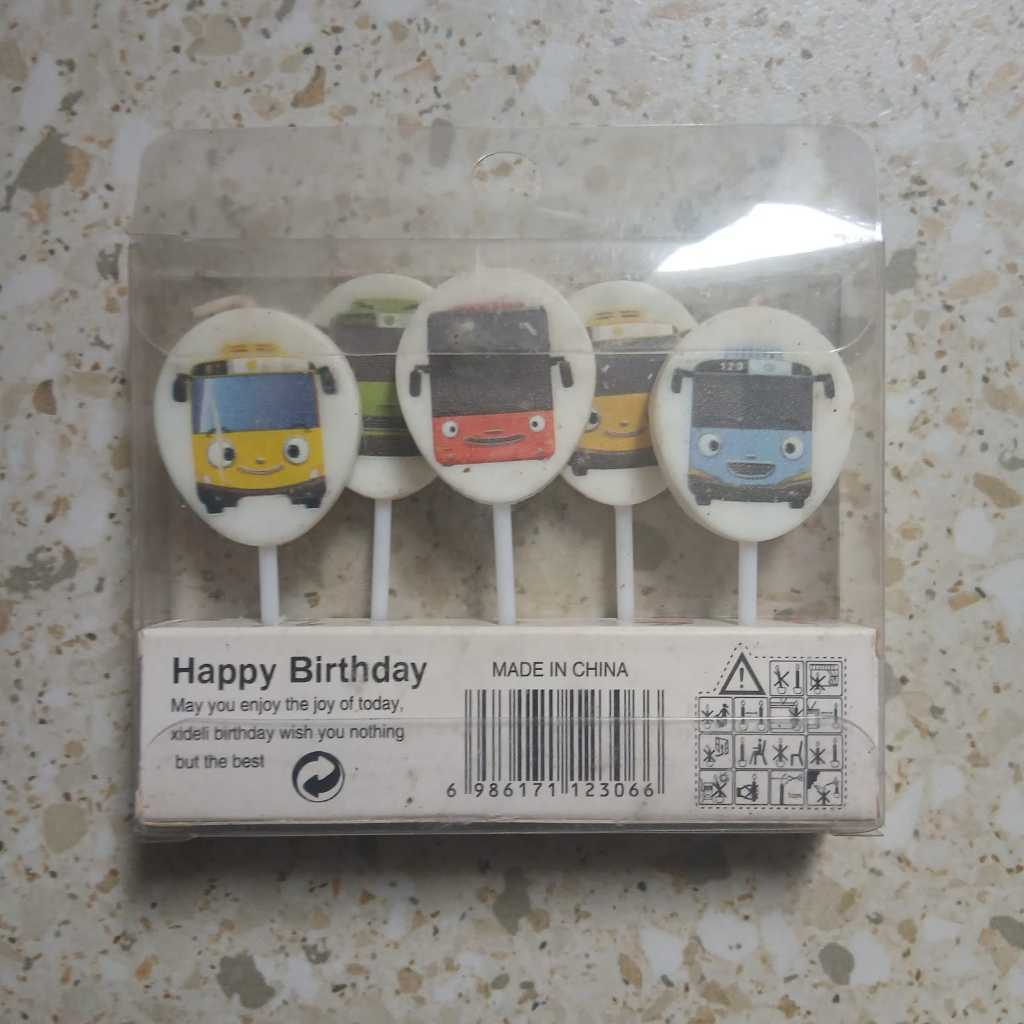 120
Happy Birthday
May you enjoy the joy of today,
xideli birthday wish you nothing
but the best
MADE IN CHINA
6 986171 123066